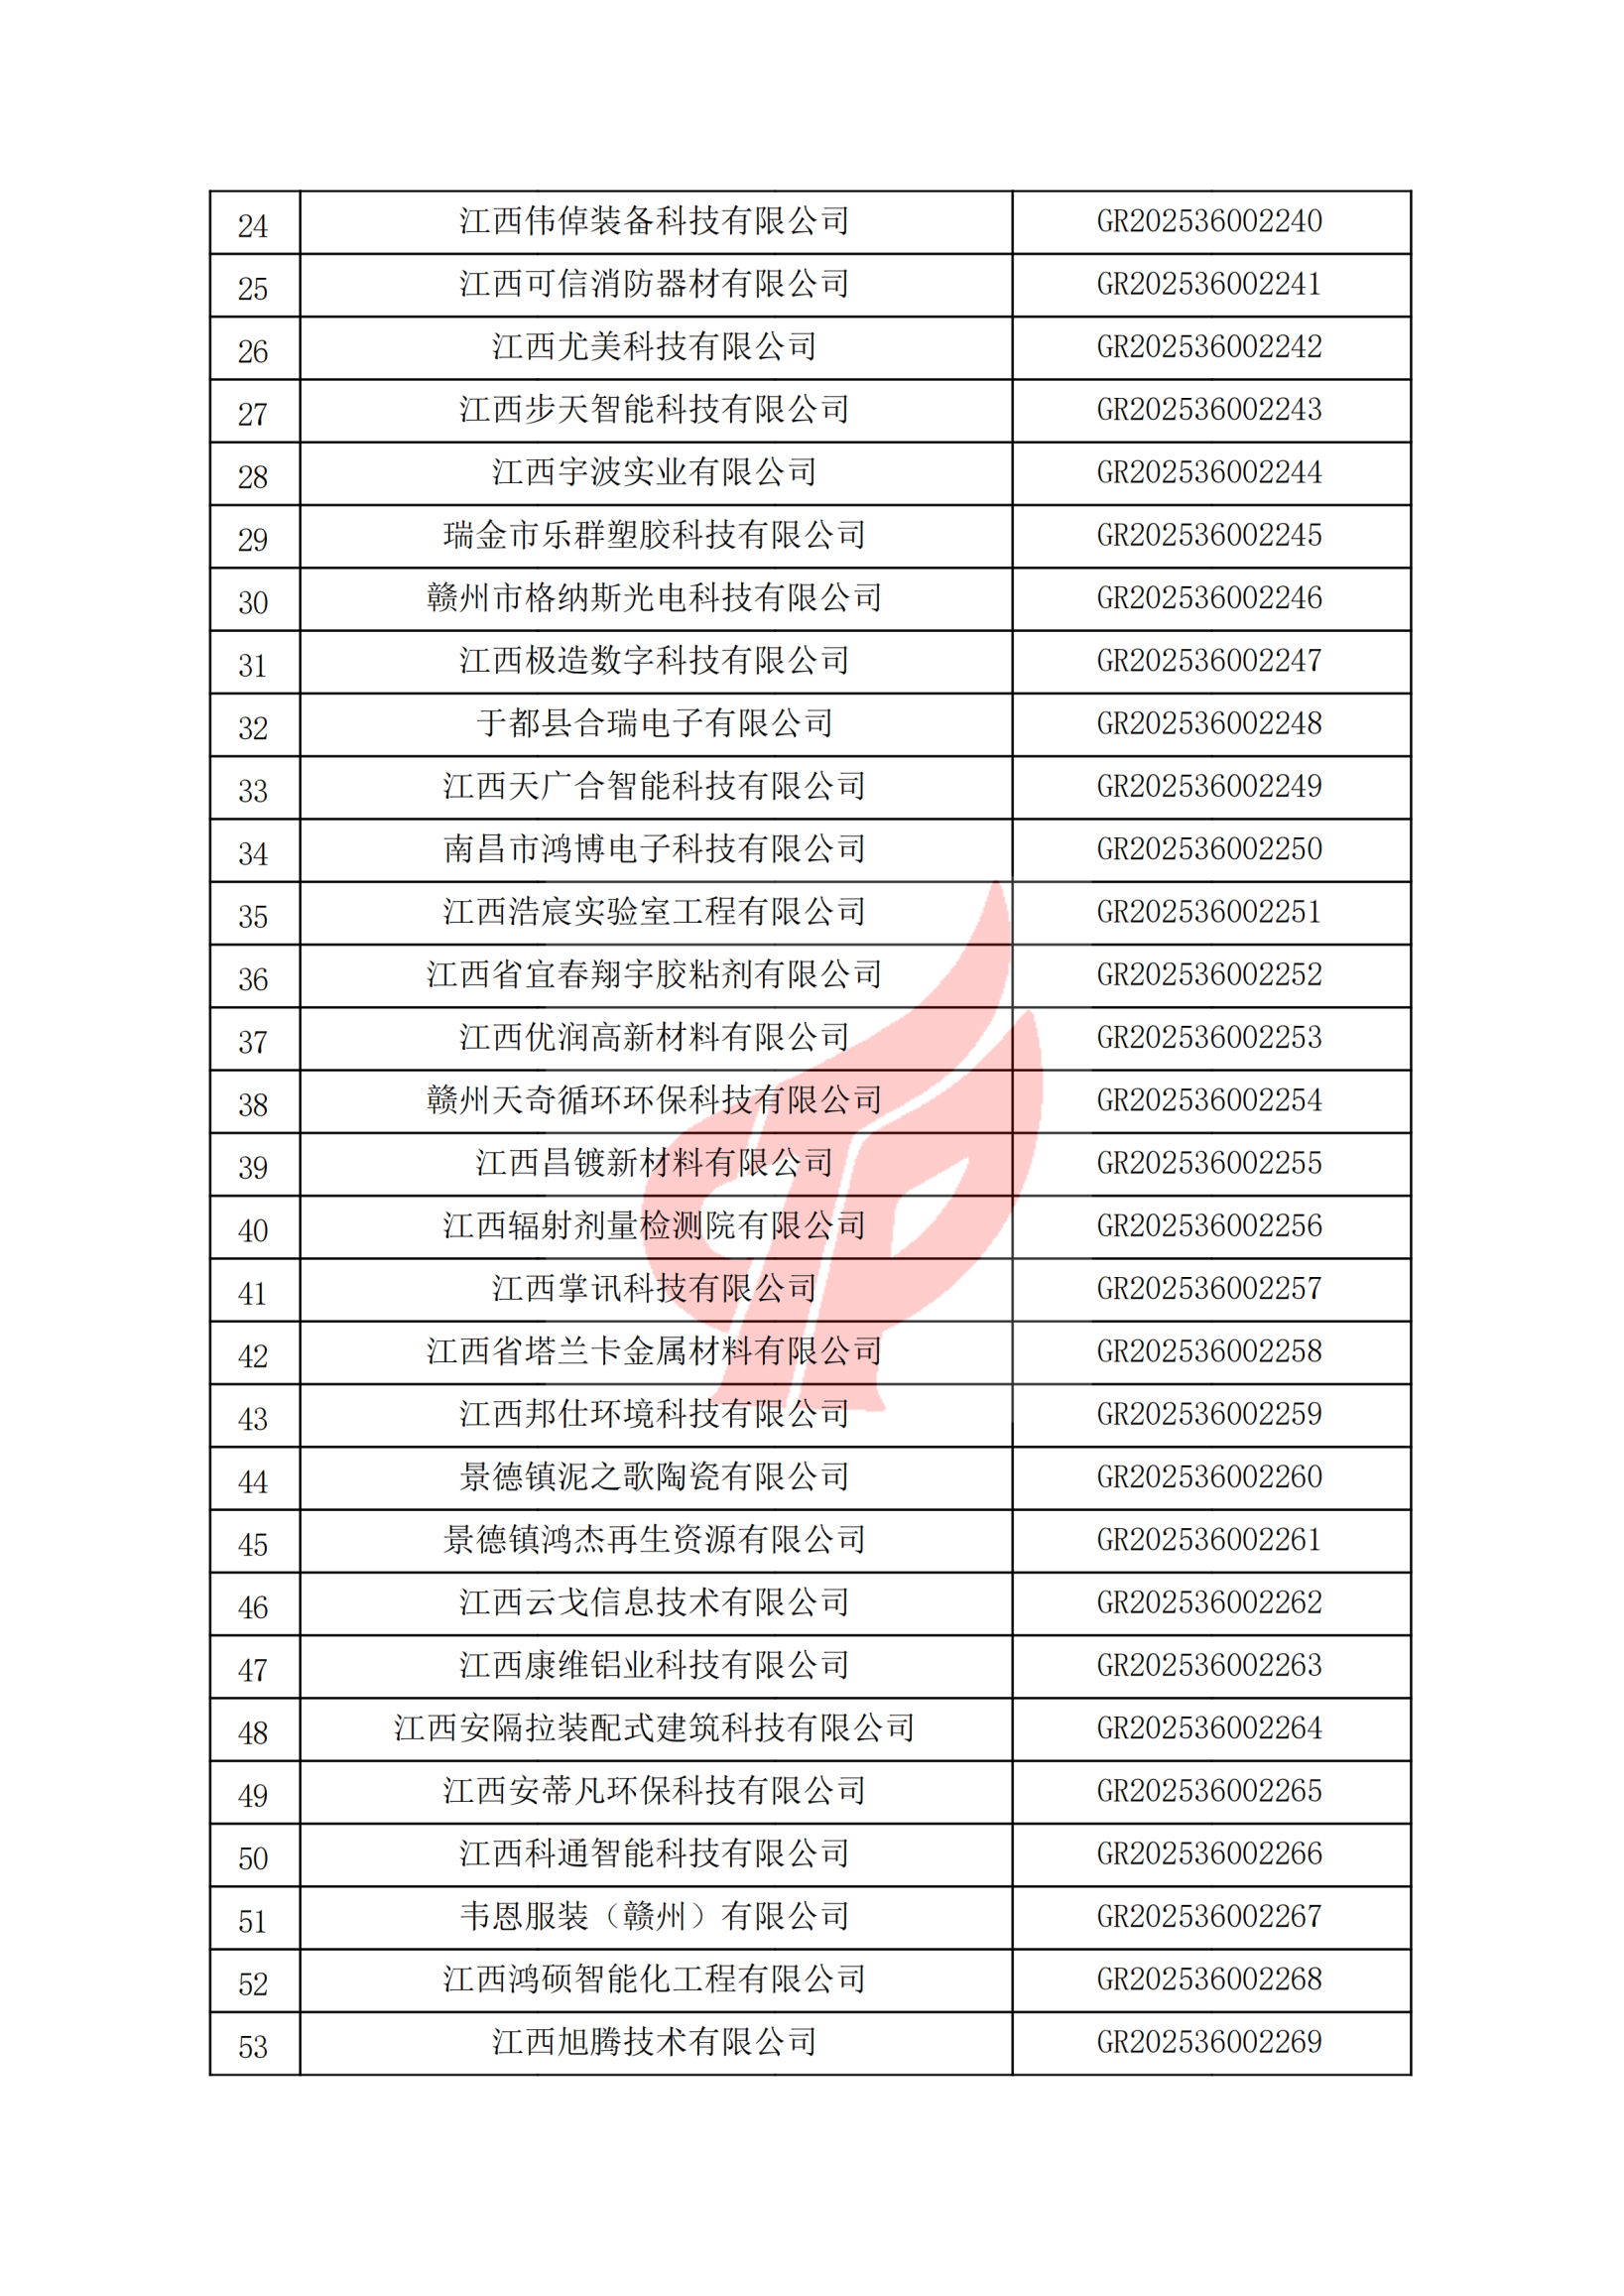 24 江西伟倬装备科技有限公司 GR202536002240
25 江西可信消防器材有限公司 GR202536002241
26 江西尤美科技有限公司 GR202536002242
27 江西步天智能科技有限公司 GR202536002243
28 江西宇波实业有限公司 GR202536002244
29 瑞金市乐群塑胶科技有限公司 GR202536002245
30 赣州市格纳斯光电科技有限公司 GR202536002246
31 江西极造数字科技有限公司 GR202536002247
32 于都县合瑞电子有限公司 GR202536002248
33 江西天广合智能科技有限公司 GR202536002249
34 南昌市鸿博电子科技有限公司 GR202536002250
35 江西浩宸实验室工程有限公司 GR202536002251
36 江西省宜春翔宇胶粘剂有限公司 GR202536002252
37 江西优润高新材料有限公司 GR202536002253
38 赣州天奇循环环保科技有限公司 GR202536002254
39 江西昌镀新材料有限公司 GR202536002255
40 江西辐射剂量检测院有限公司 GR202536002256
41 江西掌讯科技有限公司 GR202536002257
42 江西省塔兰卡金属材料有限公司 GR202536002258
43 江西邦仕环境科技有限公司 GR202536002259
44 景德镇泥之歌陶瓷有限公司 GR202536002260
45 景德镇鸿杰再生资源有限公司 GR202536002261
46 江西云戈信息技术有限公司 GR202536002262
47 江西康维铝业科技有限公司 GR202536002263
48 江西安隔拉装配式建筑科技有限公司 GR202536002264
49 江西安蒂凡环保科技有限公司 GR202536002265
50 江西科通智能科技有限公司 GR202536002266
51 韦恩服装（赣州）有限公司 GR202536002267
52 江西鸿硕智能化工程有限公司 GR202536002268
53 江西旭腾技术有限公司 GR202536002269